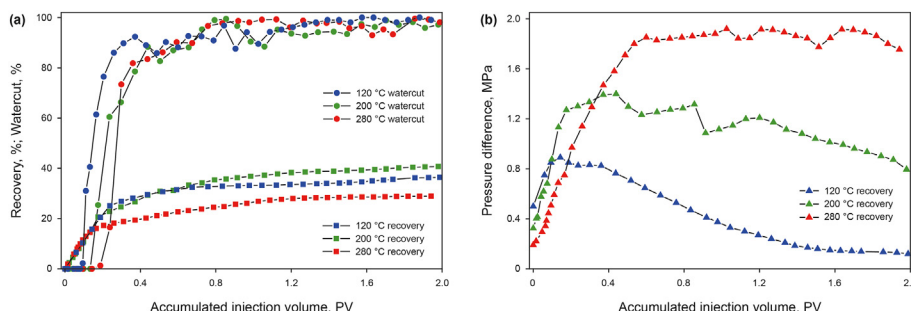 (a)
100
80
60
40
20
0
Recovery, %; Watercut, %
120 °C watercut
200 °C watercut
280 °C watercut
120 °C recovery
200 °C recovery
280 °C recovery
0
0.4
0.8
1.2
1.6
2.0
Accumulated injection volume, PV
(b)
2.0
1.6
1.2
0.8
0.4
0
Pressure difference, MPa
120 °C recovery
200 °C recovery
280 °C recovery
0
0.4
0.8
1.2
1.6
Accumulated injection volume, PV